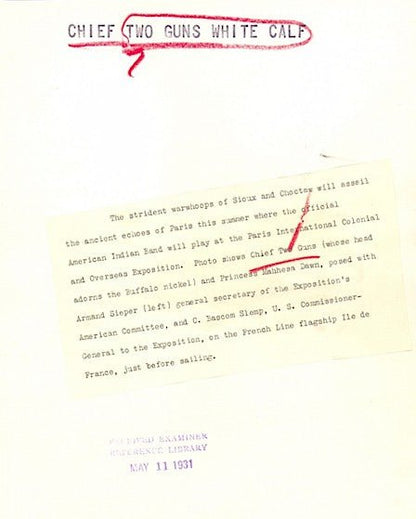 CHIEF TWO GUNS WHITE CALF
The strident warwhoops of Sioux and Choctaw will assail
the ancient echoes of Paris this summer where the official
American Indian Band will play at the Paris International Colonial
and Overseas Exposition. Photo shows Chief Two Guns (whose head
adorns the Buffalo nickel) and Princess Wahhesa Dawn, posed with
Armand Sieper (left) general secretary of the Exposition's
American Committee, and C. Bascom Slemp, U. S. Commissioner-
General to the Exposition, on the French Line flagship Ile de
France, just before sailing.
EXAMINER
REFERENCE LIBRARY
MAY 11 1931